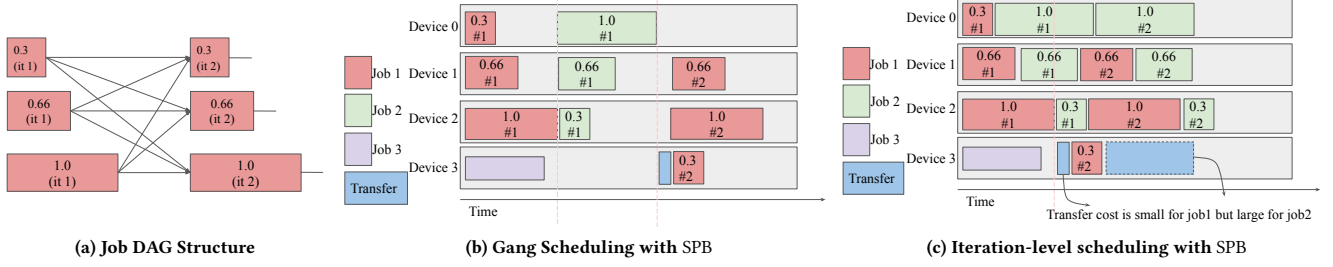 0.3
(it 1)
0.3
(it 2)
0.66
(it 1)
0.66
(it 2)
1.0
(it 1)
1.0
(it 2)
(a) Job DAG Structure
Job 1
Job 2
Job 3
Transfer
Device 0
0.3
#1
1.0
#1
Device 1
0.66
#1
0.66
#1
0.66
#2
Device 2
1.0
#1
0.3
#1
1.0
#2
Device 3
0.3
#2
Time
(b) Gang Scheduling with SPB
Job 1
Job 2
Job 3
Transfer
Device 0
0.3
#1
1.0
#1
1.0
#2
Device 1
0.66
#1
0.66
#1
0.66
#2
0.66
#2
Device 2
1.0
#1
0.3
#1
1.0
#2
0.3
#2
Device 3
0.3
#2
Time
Transfer cost is small for job1 but large for job2
(c) Iteration-level scheduling with SPB